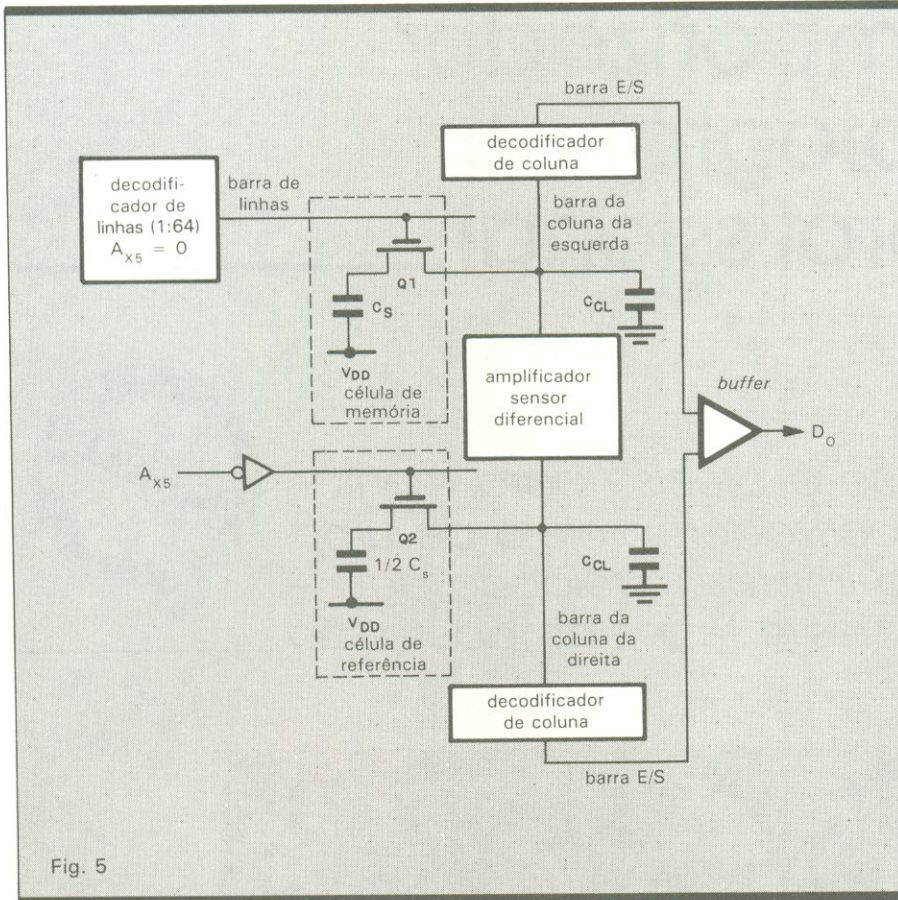 barra E/S
decodificador
de coluna
decodifi-
cador de
linhas (1:64)
A_X5 = 0
barra de
linhas
barra da
coluna da
esquerda
Q1
C_S
C_CL
V_DD
célula de
memória
amplificador
sensor
diferencial
buffer
D_O
A_X5
Q2
1/2 C_s
C_CL
V_DD
célula de
referência
barra da
coluna da
direita
decodificador
de coluna
barra E/S
Fig. 5